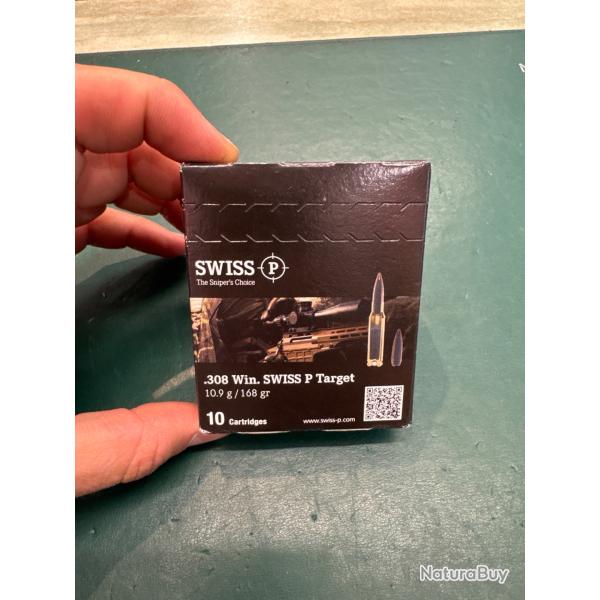 SWISS P
The Sniper's Choice
.308 Win. SWISS P Target
10.9 g / 168 gr
10 Cartridges
www.swiss-p.com
NaturaBuy